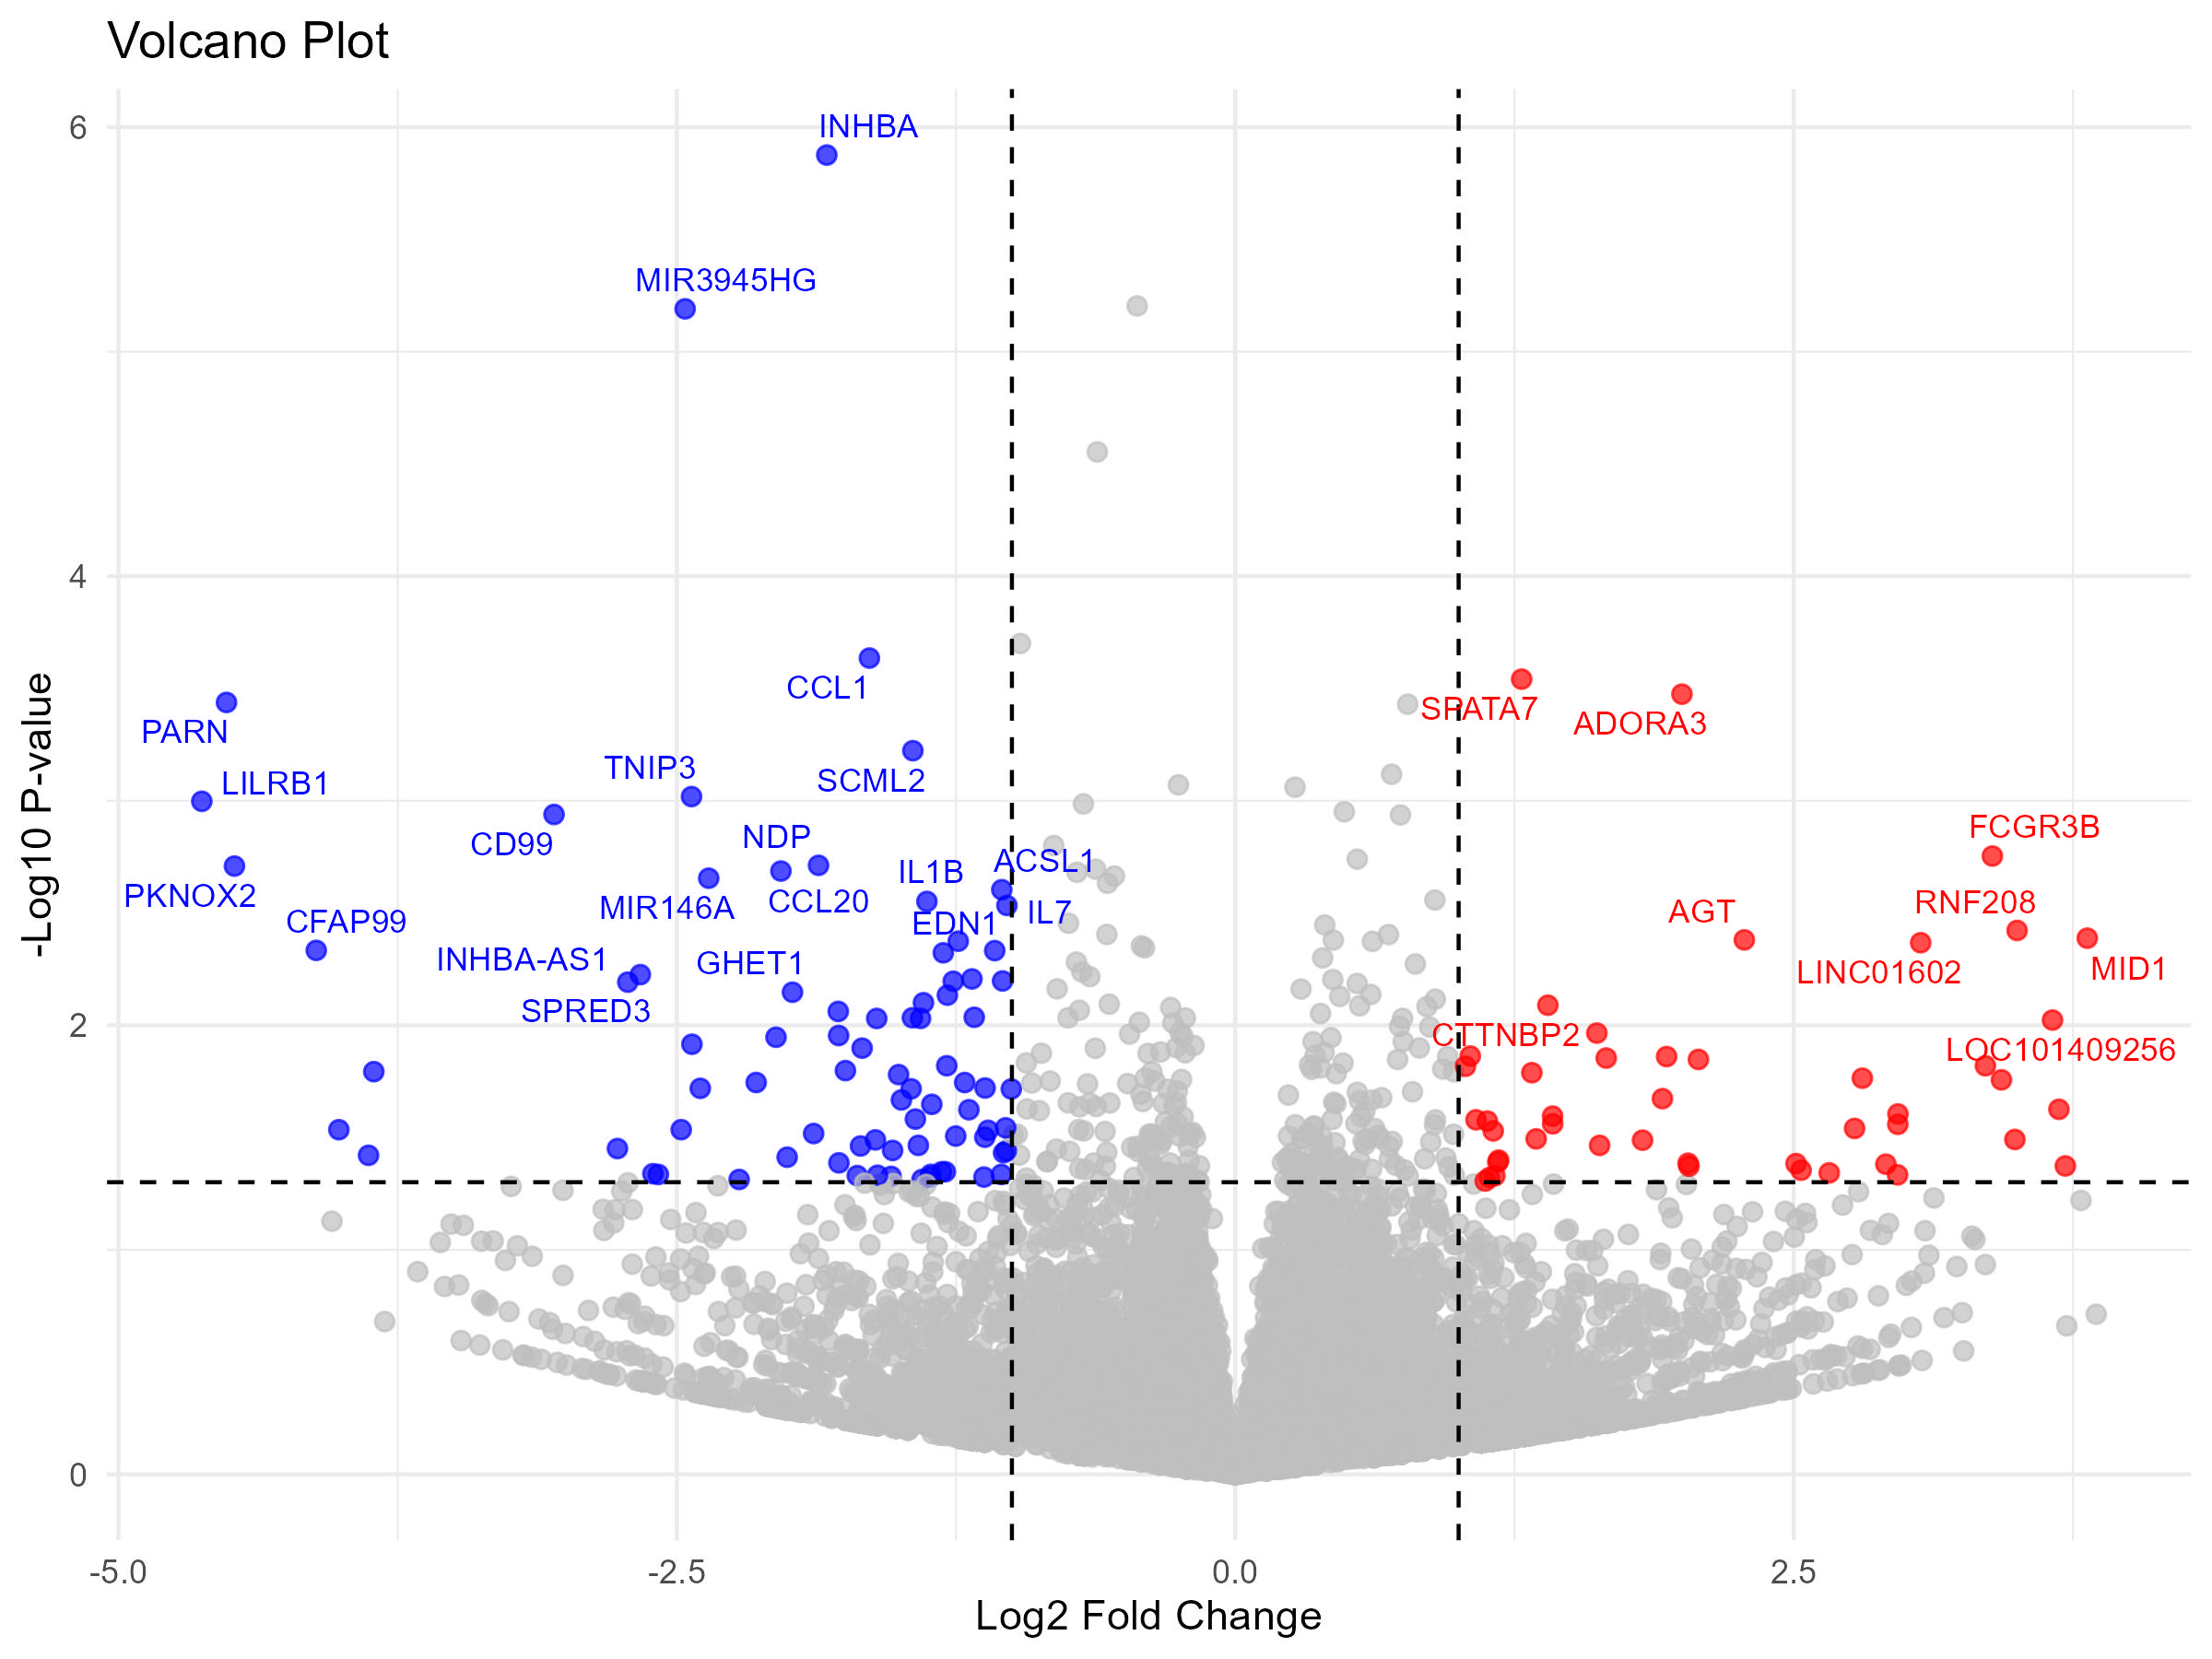 Volcano Plot
6
4
2
0
-Log10 P-value
INHBA
MIR3945HG
CCL1
SPATA7
ADORA3
PARN
TNIP3
SCML2
LILRB1
CD99
NDP
IL1B
ACSL1
FCGR3B
PKNOX2
MIR146A
CCL20
IL7
RNF208
AGT
CFAP99
EDN1
INHBA-AS1
GHET1
LINC01602
MID1
SPRED3
CTTNBP2
LOC101409256
-5.0
-2.5
0.0
2.5
Log2 Fold Change